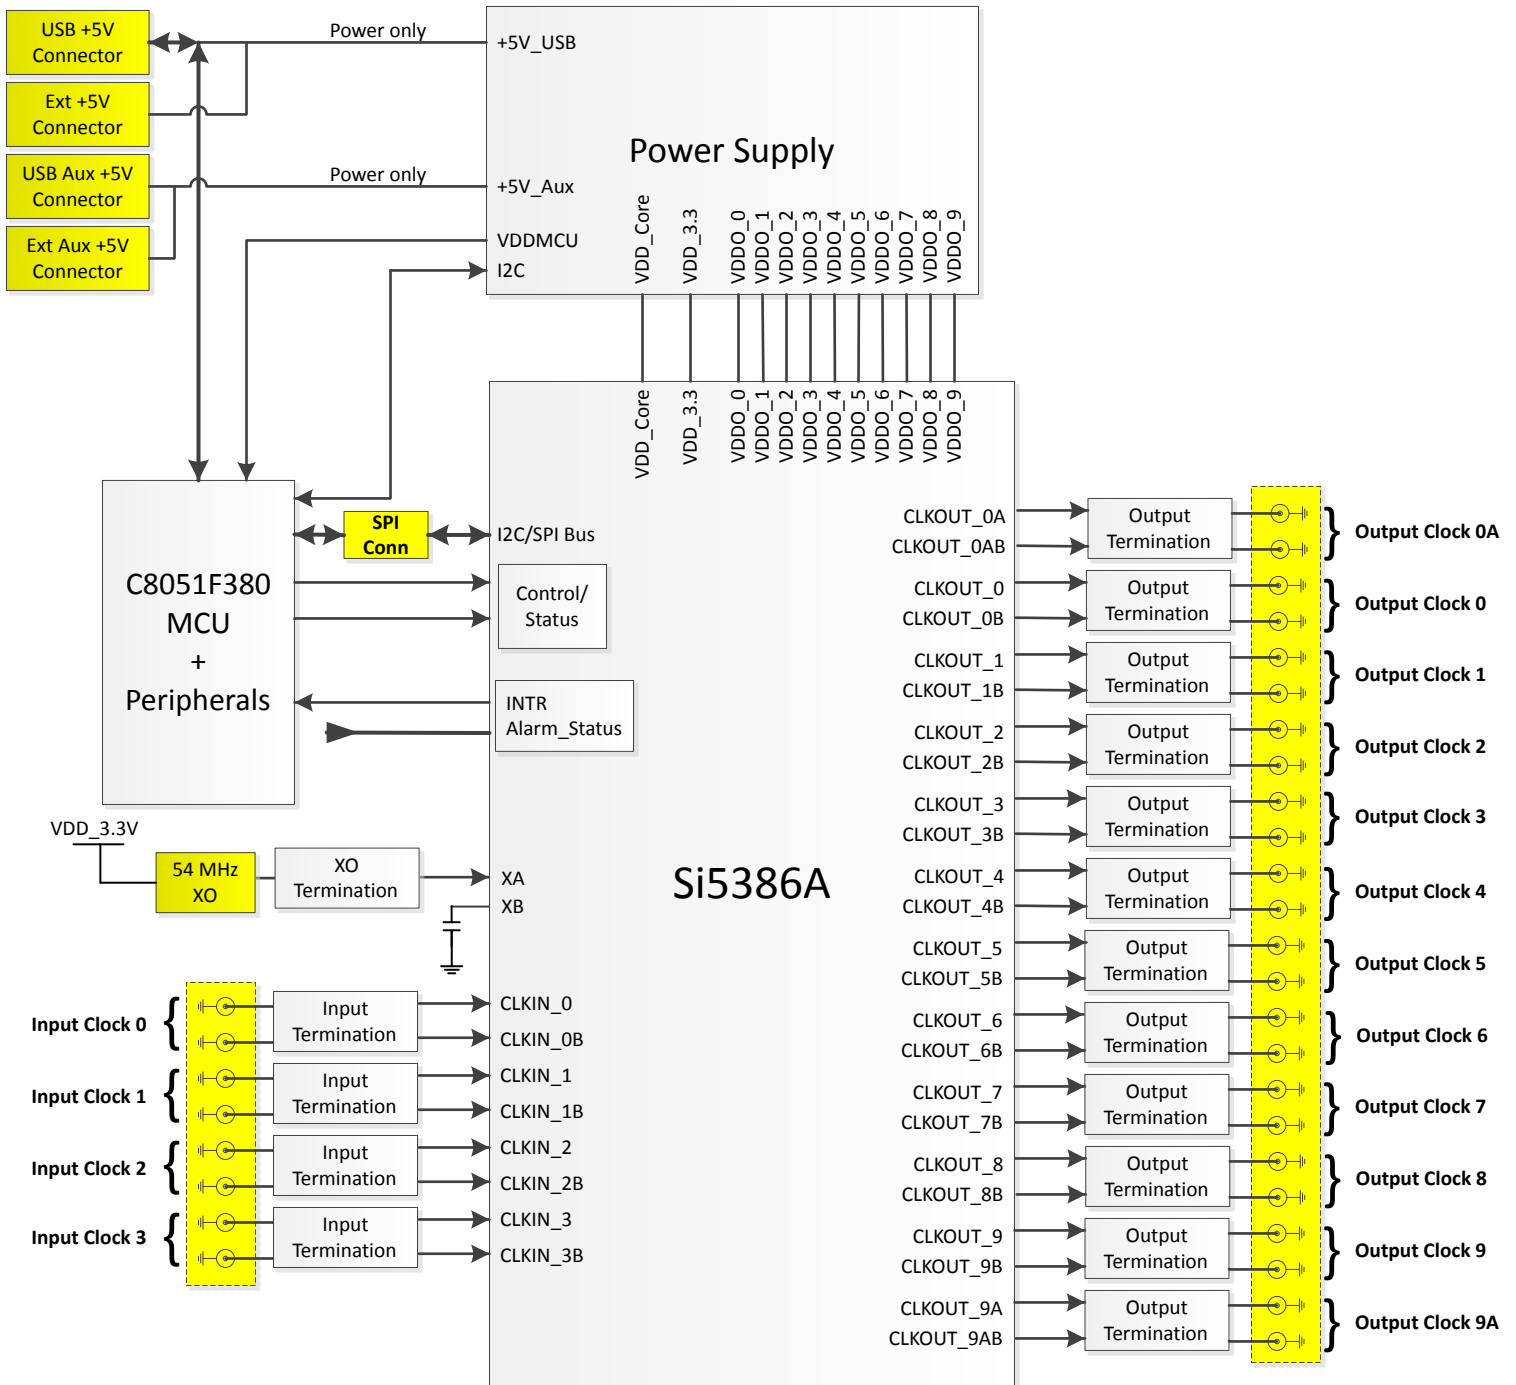 USB +5V
Connector
Ext +5V
Connector
USB Aux +5V
Connector
Ext Aux +5V
Connector
Power only
Power only
+5V_USB
Power Supply
+5V_Aux
VDDMCU
I2C
VDD_Core
VDD_3.3
VDDO_0
VDDO_1
VDDO_2
VDDO_3
VDDO_4
VDDO_5
VDDO_6
VDDO_7
VDDO_8
VDDO_9
VDD_Core
VDD_3.3
VDDO_0
VDDO_1
VDDO_2
VDDO_3
VDDO_4
VDDO_5
VDDO_6
VDDO_7
VDDO_8
VDDO_9
C8051F380
MCU
+
Peripherals
SPI
Conn
I2C/SPI Bus
Control/
Status
INTR
Alarm_Status
VDD_3.3V
54 MHz
XO
XO
Termination
XA
XB
Si5386A
Input Clock 0
Input
Termination
CLKIN_0
CLKIN_0B
Input Clock 1
Input
Termination
CLKIN_1
CLKIN_1B
Input Clock 2
Input
Termination
CLKIN_2
CLKIN_2B
Input Clock 3
Input
Termination
CLKIN_3
CLKIN_3B
CLKOUT_0A
CLKOUT_0AB
Output
Termination
Output Clock 0A
CLKOUT_0
CLKOUT_0B
Output
Termination
Output Clock 0
CLKOUT_1
CLKOUT_1B
Output
Termination
Output Clock 1
CLKOUT_2
CLKOUT_2B
Output
Termination
Output Clock 2
CLKOUT_3
CLKOUT_3B
Output
Termination
Output Clock 3
CLKOUT_4
CLKOUT_4B
Output
Termination
Output Clock 4
CLKOUT_5
CLKOUT_5B
Output
Termination
Output Clock 5
CLKOUT_6
CLKOUT_6B
Output
Termination
Output Clock 6
CLKOUT_7
CLKOUT_7B
Output
Termination
Output Clock 7
CLKOUT_8
CLKOUT_8B
Output
Termination
Output Clock 8
CLKOUT_9
CLKOUT_9B
Output
Termination
Output Clock 9
CLKOUT_9A
CLKOUT_9AB
Output
Termination
Output Clock 9A